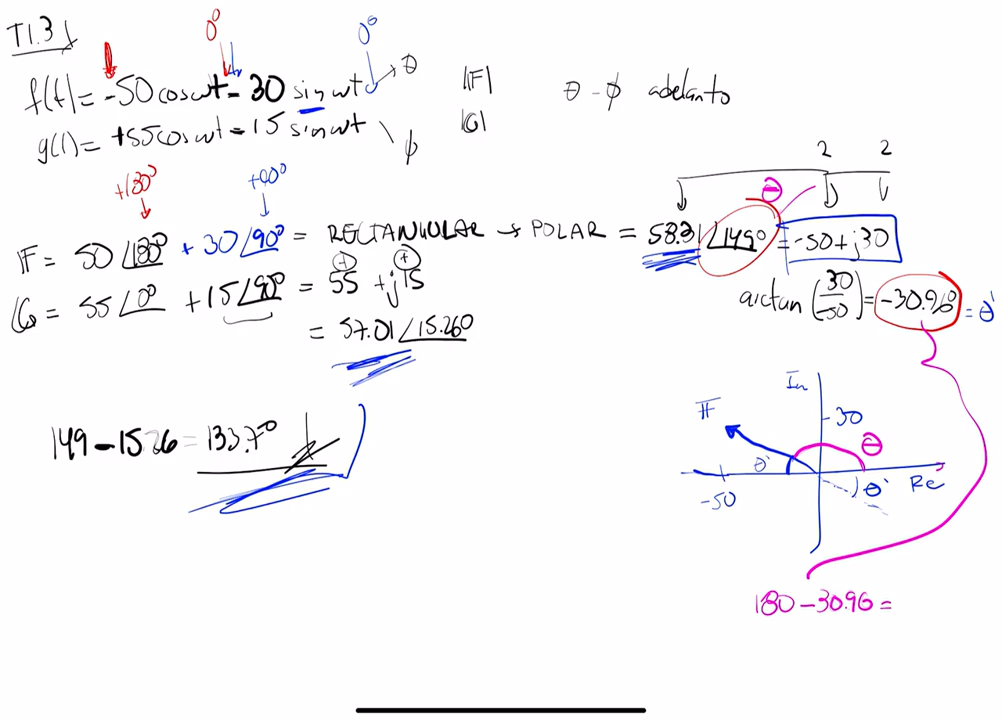 T1.3
0° 0°
f(t) = -50 cos wt - 30 sin wt → θ |F| θ - ϕ adelanto
g(t) = +55 cos wt - 15 sin wt ϕ |G|
+180° +90° 2 2
F = 50∠180° + 30∠90° = RECTANGULAR → POLAR = 58.31∠149° = -50 + j30
θ
G = 55∠0° + 15∠90° = 55 + j15
+ +
arctan (30/-50) = -30.96° = θ'
= 57.01∠15.26°
149 - 15.26 = 133.7°
Im
F 30
θ' θ
-50 θ' Re
180 - 30.96 =